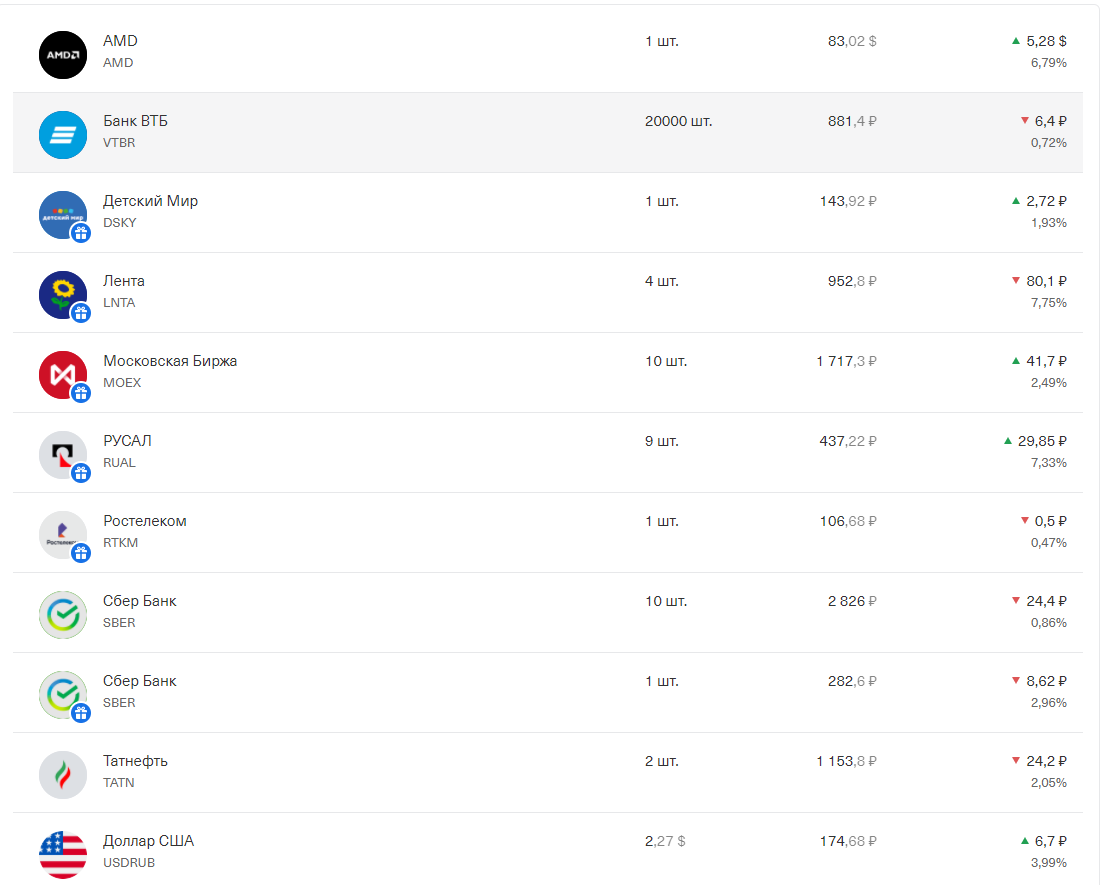 AMD
AMD
AMD
1 шт.
83,02 $
5,28 $
6,79%
Банк ВТБ
VTBR
20000 шт.
881,4 ₽
6,4 ₽
0,72%
детский мир
Детский Мир
DSKY
1 шт.
143,92 ₽
2,72 ₽
1,93%
Лента
LNTA
4 шт.
952,8 ₽
80,1 ₽
7,75%
Московская Биржа
MOEX
10 шт.
1 717,3 ₽
41,7 ₽
2,49%
РУСАЛ
RUAL
9 шт.
437,22 ₽
29,85 ₽
7,33%
Ростелеком
Ростелеком
RTKM
1 шт.
106,68 ₽
0,5 ₽
0,47%
Сбер Банк
SBER
10 шт.
2 826 ₽
24,4 ₽
0,86%
Сбер Банк
SBER
1 шт.
282,6 ₽
8,62 ₽
2,96%
Татнефть
TATN
2 шт.
1 153,8 ₽
24,2 ₽
2,05%
Доллар США
USDRUB
2,27 $
174,68 ₽
6,7 ₽
3,99%